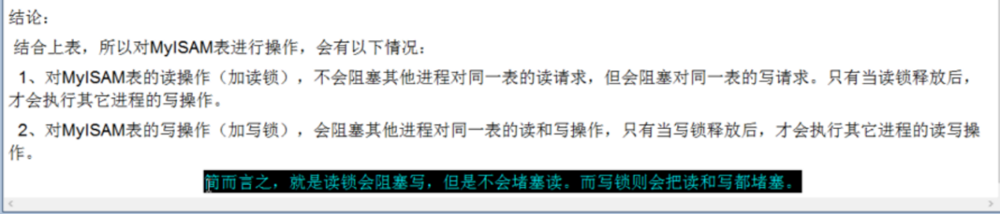 结论：
结合上表，所以对MyISAM表进行操作，会有以下情况：
1、对MyISAM表的读操作（加读锁），不会阻塞其他进程对同一表的读请求，但会阻塞对同一表的写请求。只有当读锁释放后，
才会执行其它进程的写操作。
2、对MyISAM表的写操作（加写锁），会阻塞其他进程对同一表的读和写操作，只有当写锁释放后，才会执行其它进程的读写操
作。
简而言之，就是读锁会阻塞写，但是不会堵塞读。而写锁则会把读和写都堵塞。